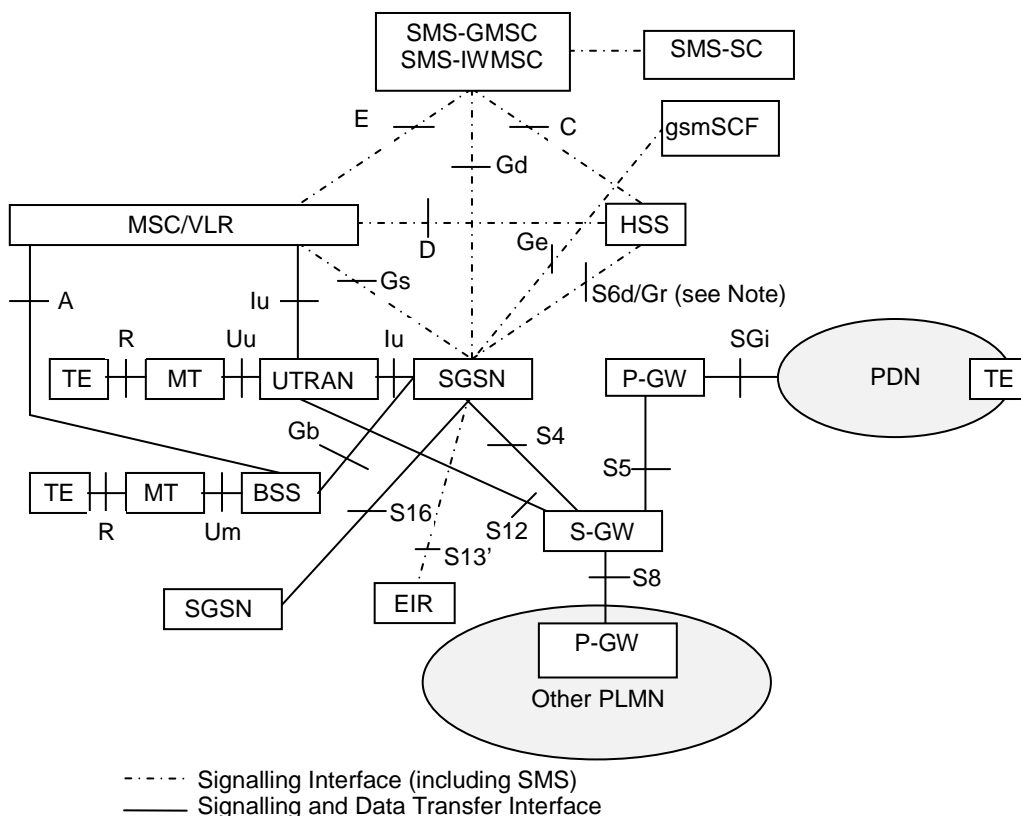 SMS-GMSC
SMS-IWMSC
SMS-SC
gsmSCF
E
C
Gd
MSC/VLR
HSS
D
Ge
Gs
S6d/Gr (see Note)
A
Iu
SGi
R
Uu
Iu
TE
MT
UTRAN
SGSN
P-GW
PDN
TE
Gb
S4
S5
TE
MT
BSS
R
Um
S16
S12
S-GW
S13’
S8
SGSN
EIR
P-GW
Other PLMN
Signalling Interface (including SMS)
Signalling and Data Transfer Interface